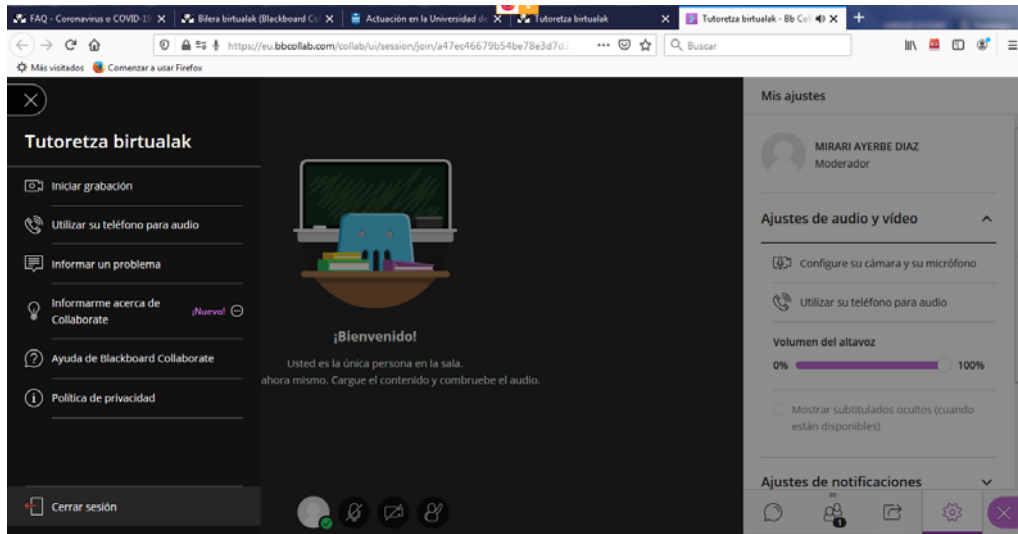 FAQ - Coronavirus o COVID-19
Bilera birtualak (Blackboard Co
Actuación en la Universidad de
Tutoretza birtualak
Tutoretza birtualak - Bb Col
https://eu.bbcollab.com/collab/ui/session/join/a47ec46679b54be78e3d7d
Buscar
Más visitados
Comenzar a usar Firefox
Tutoretza birtualak
Iniciar grabación
Utilizar su teléfono para audio
Informar un problema
Informarme acerca de
Collaborate
¡Nuevo!
Ayuda de Blackboard Collaborate
Política de privacidad
Cerrar sesión
¡Bienvenido!
Usted es la única persona en la sala.
ahora mismo. Cargue el contenido y combruebe el audio.
Mis ajustes
MIRARI AYERBE DIAZ
Moderador
Ajustes de audio y vídeo
Configure su cámara y su micrófono
Utilizar su teléfono para audio
Volumen del altavoz
0% 100%
Mostrar subtitulados ocultos (cuando
están disponibles)
Ajustes de notificaciones
1